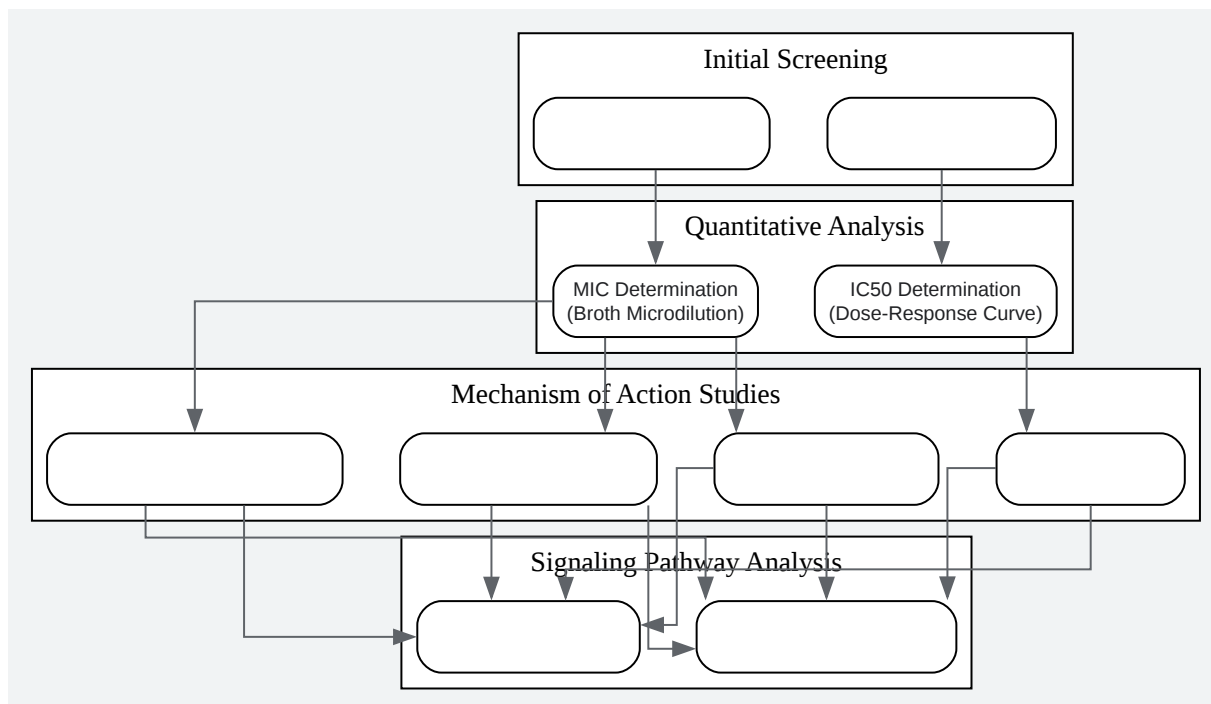 Initial Screening
Quantitative Analysis
MIC Determination
(Broth Microdilution)
IC50 Determination
(Dose-Response Curve)
Mechanism of Action Studies
Signaling Pathway Analysis